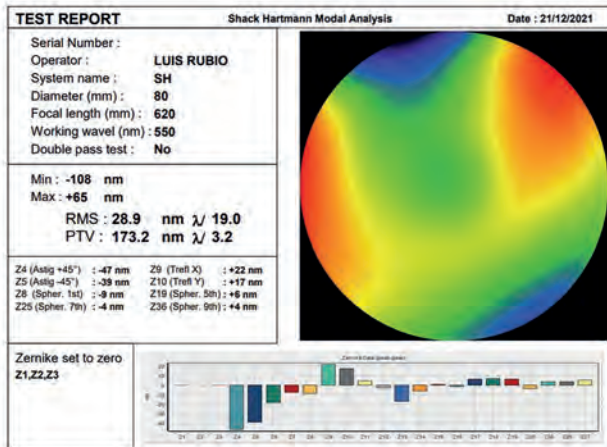 TEST REPORT
Shack Hartmann Modal Analysis
Date : 21/12/2021
Serial Number :
Operator : LUIS RUBIO
System name : SH
Diameter (mm) : 80
Focal length (mm) : 620
Working wavel (nm) : 550
Double pass test : No
Min : -108 nm
Max : +65 nm
RMS : 28.9 nm λ/ 19.0
PTV : 173.2 nm λ/ 3.2
Z4 (Astig +45°) : -47 nm Z9 (Trefl X) : +22 nm
Z5 (Astig -45°) : -39 nm Z10 (Trefl Y) : +17 nm
Z8 (Spher. 1st) : -9 nm Z19 (Spher. 5th) : +6 nm
Z25 (Spher. 7th) : -4 nm Z36 (Spher. 9th) : +4 nm
Zernike set to zero
Z1,Z2,Z3